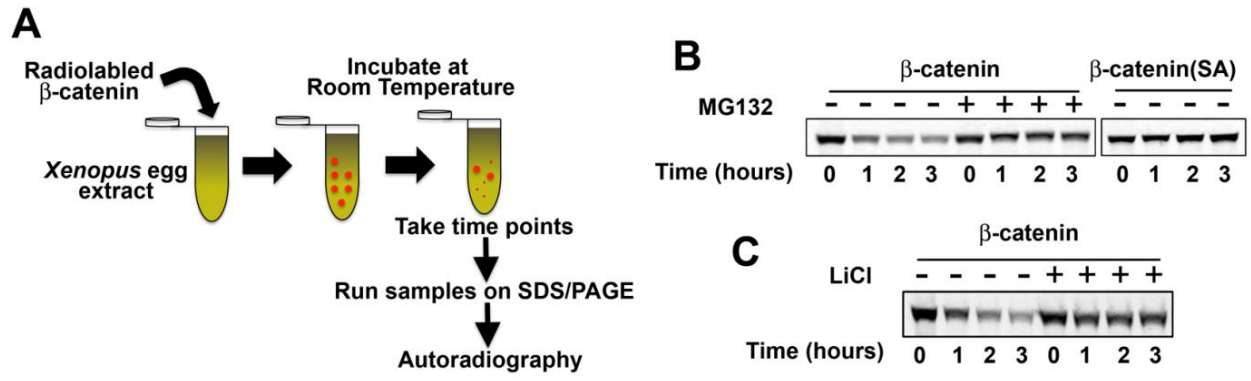 A
Radiolabled
β-catenin
Incubate at
Room Temperature
Xenopus egg
extract
Take time points
Run samples on SDS/PAGE
Autoradiography
B
β-catenin β-catenin(SA)
MG132 - - - - + + + + - - - -
Time (hours) 0 1 2 3 0 1 2 3 0 1 2 3
C
β-catenin
LiCl - - - - + + + +
Time (hours) 0 1 2 3 0 1 2 3